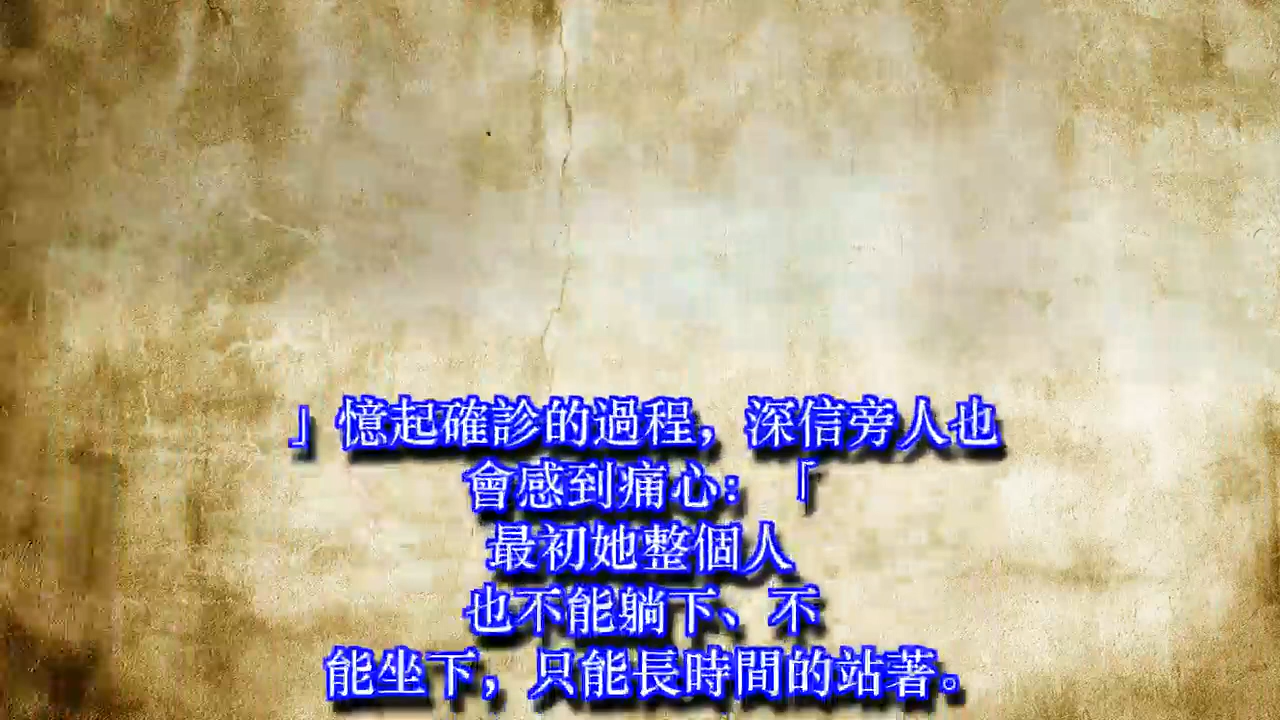 」憶起確診的過程，深信旁人也
會感到痛心：「
最初她整個人
也不能躺下、不
能坐下，只能長時間的站著。